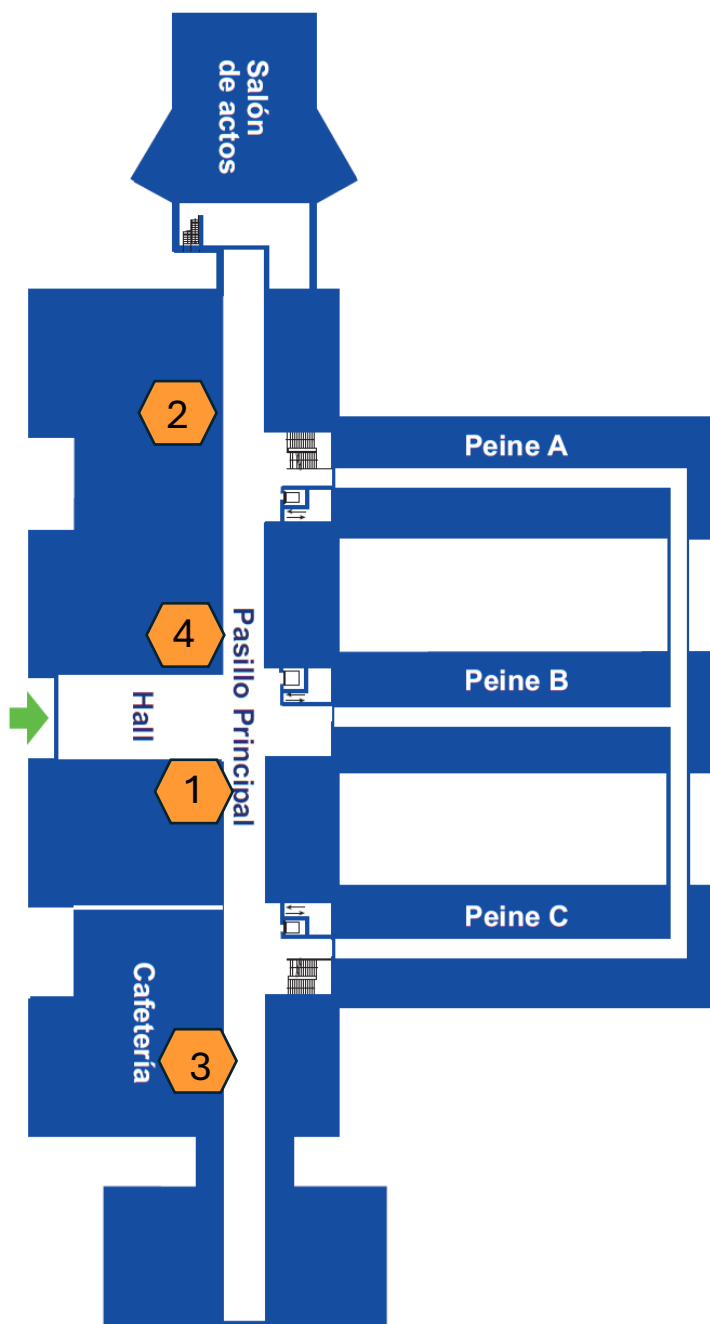 Salón
de actos
2
Peine A
4
Pasillo Principal
Peine B
Hall
1
Peine C
Cafetería
3